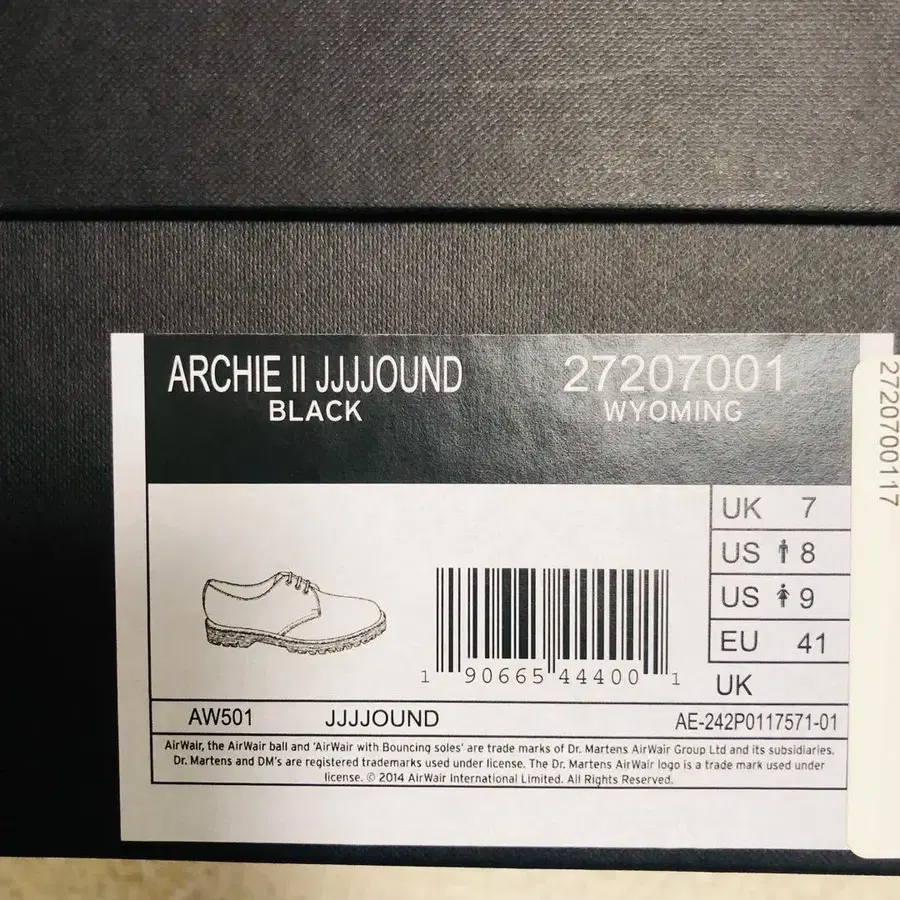 ARCHIE II JJJJOUND 27207001
BLACK WYOMING
2720700117
UK 7
US 8
US 9
EU 41
UK
1 90665 44400 1
AW501 JJJJOUND AE-242P0117571-01
AirWair, the AirWair ball and 'AirWair with Bouncing soles' are trade marks of Dr. Martens AirWair Group Ltd and its subsidiaries.
Dr. Martens and DM's are registered trademarks used under license. The Dr. Martens AirWair logo is a trade mark used under
license. © 2014 AirWair International Limited. All Rights Reserved.